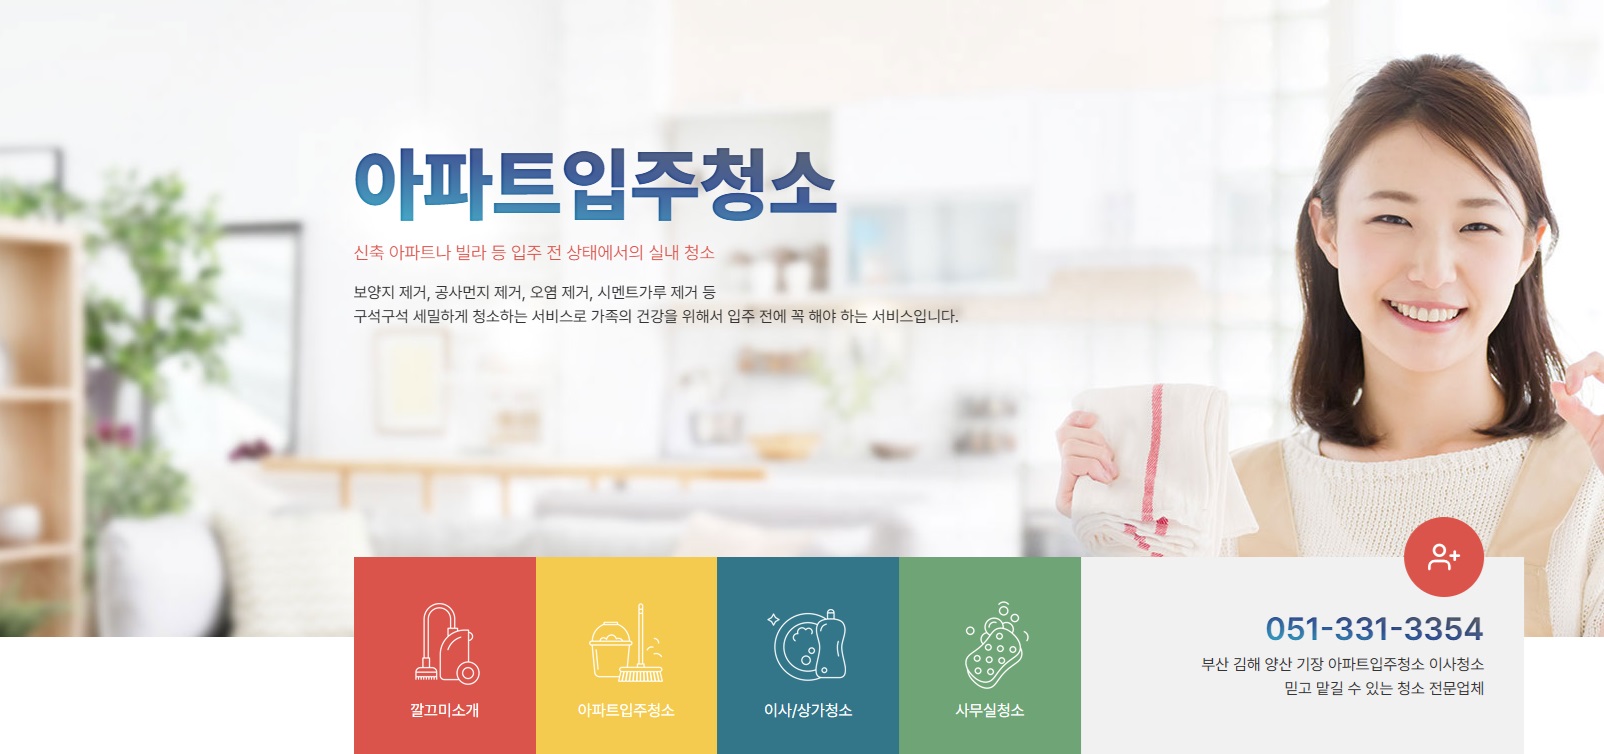 아파트입주청소
신축 아파트나 빌라 등 입주 전 상태에서의 실내 청소
보양지 제거, 공사먼지 제거, 오염 제거, 시멘트가루 제거 등
구석구석 세밀하게 청소하는 서비스로 가족의 건강을 위해서 입주 전에 꼭 해야 하는 서비스입니다.
깔끄미소개
아파트입주청소
이사/상가청소
사무실청소
051-331-3354
부산 김해 양산 기장 아파트입주청소 이사청소
믿고 맡길 수 있는 청소 전문업체